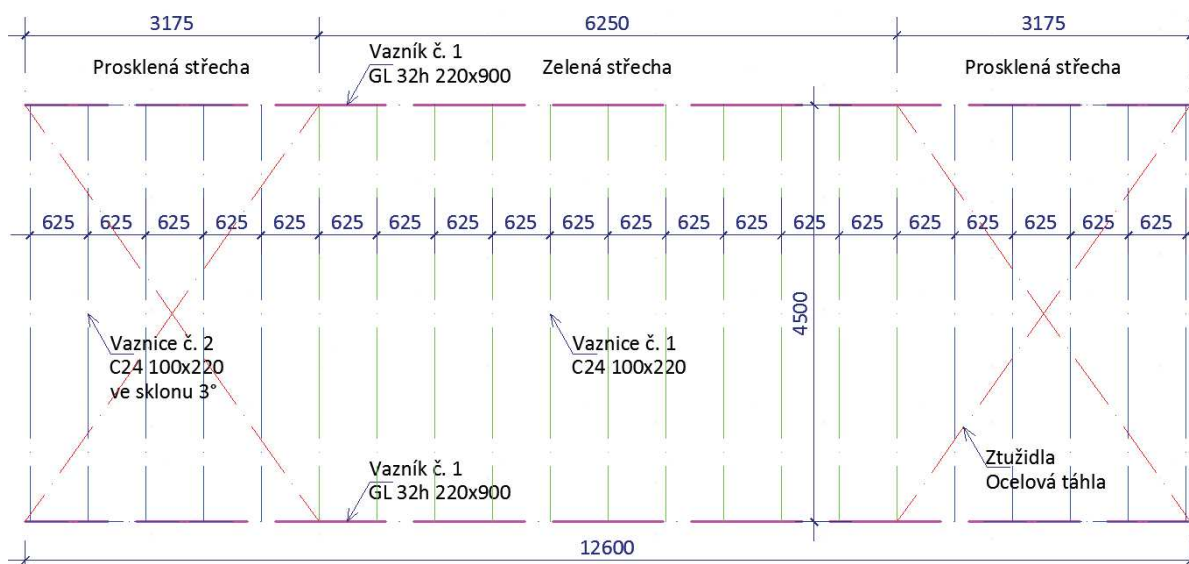 3175 6250 3175
Prosklená střecha
Vazník č. 1
GL 32h 220x900
Zelená střecha
Prosklená střecha
625 625 625 625 625 625 625 625 625 625 625 625 625 625 625 625 625 625 625 625
4500
Vaznice č. 2
C24 100x220
ve sklonu 3°
Vaznice č. 1
C24 100x220
Vazník č. 1
GL 32h 220x900
Ztužidla
Ocelová táhla
12600